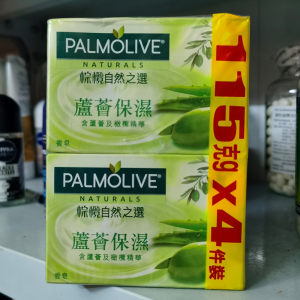 PALMOLIVE
NATURALS
棕欖自然之選
蘆薈保濕
含蘆薈及橄欖精華
香皂
PALMOLIVE
NATURALS
棕欖自然之選
蘆薈保濕
含蘆薈及橄欖精華
香皂
115克g x 4件裝